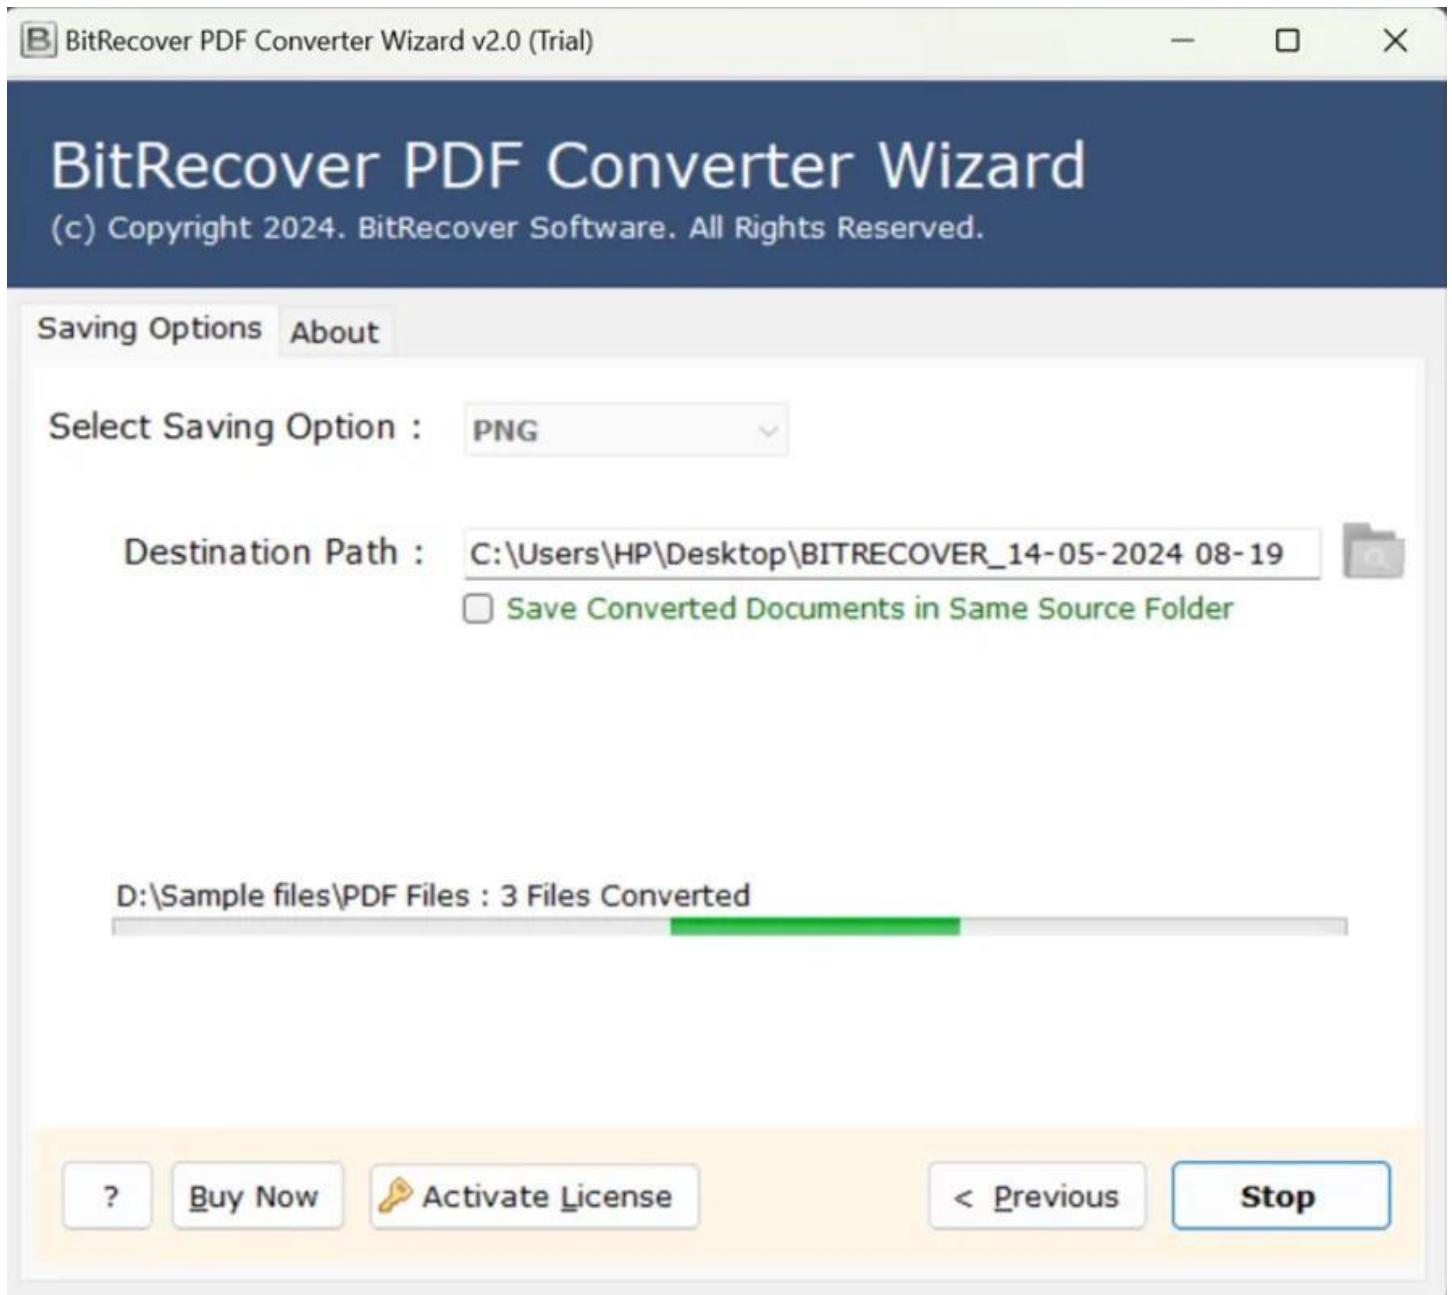 B BitRecover PDF Converter Wizard v2.0 (Trial)
BitRecover PDF Converter Wizard
(c) Copyright 2024. BitRecover Software. All Rights Reserved.
Saving Options About
Select Saving Option : PNG
Destination Path : C:\Users\HP\Desktop\BITRECOVER_14-05-2024 08-19
Save Converted Documents in Same Source Folder
D:\Sample files\PDF Files : 3 Files Converted
? Buy Now Activate License < Previous Stop